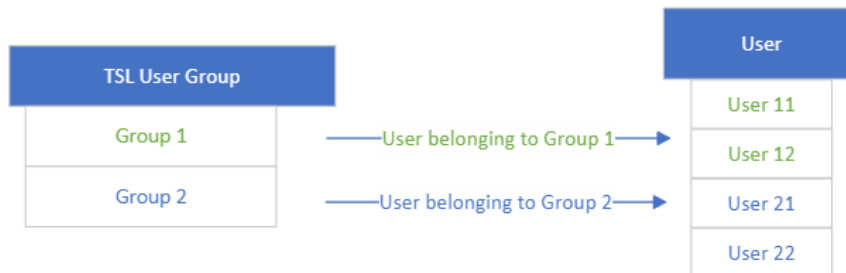 TSL User Group
Group 1
Group 2
User belonging to Group 1
User belonging to Group 2
User
User 11
User 12
User 21
User 22